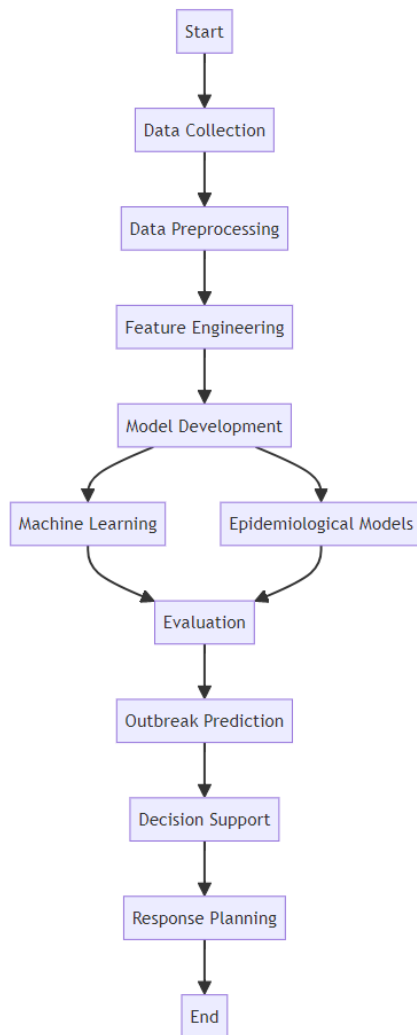 Start
Data Collection
Data Preprocessing
Feature Engineering
Model Development
Machine Learning
Epidemiological Models
Evaluation
Outbreak Prediction
Decision Support
Response Planning
End